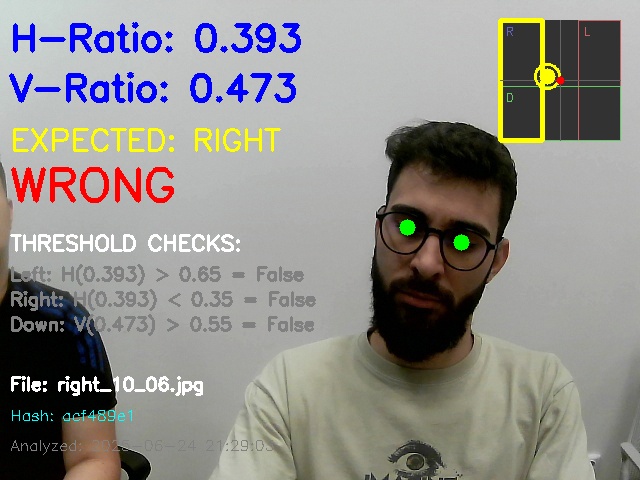 H-Ratio: 0.393
V-Ratio: 0.473
EXPECTED: RIGHT
WRONG
THRESHOLD CHECKS:
Left: H(0.393) > 0.65 = False
Right: H(0.393) < 0.35 = False
Down: V(0.473) > 0.55 = False
File: right_10_06.jpg
Hash: acf489e1
Analyzed:
R
L
D